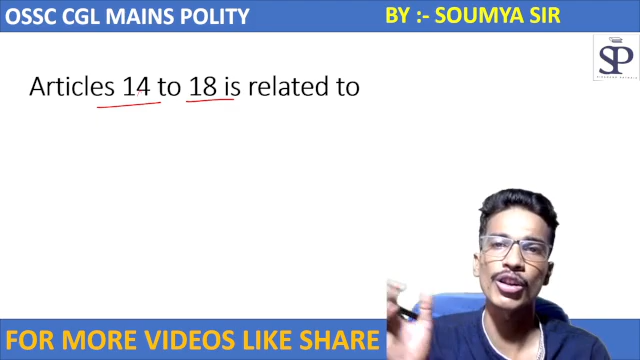 OSSC CGL MAINS POLITY
BY :- SOUMYA SIR
SP
Articles 14 to 18 is related to
FOR MORE VIDEOS LIKE SHARE